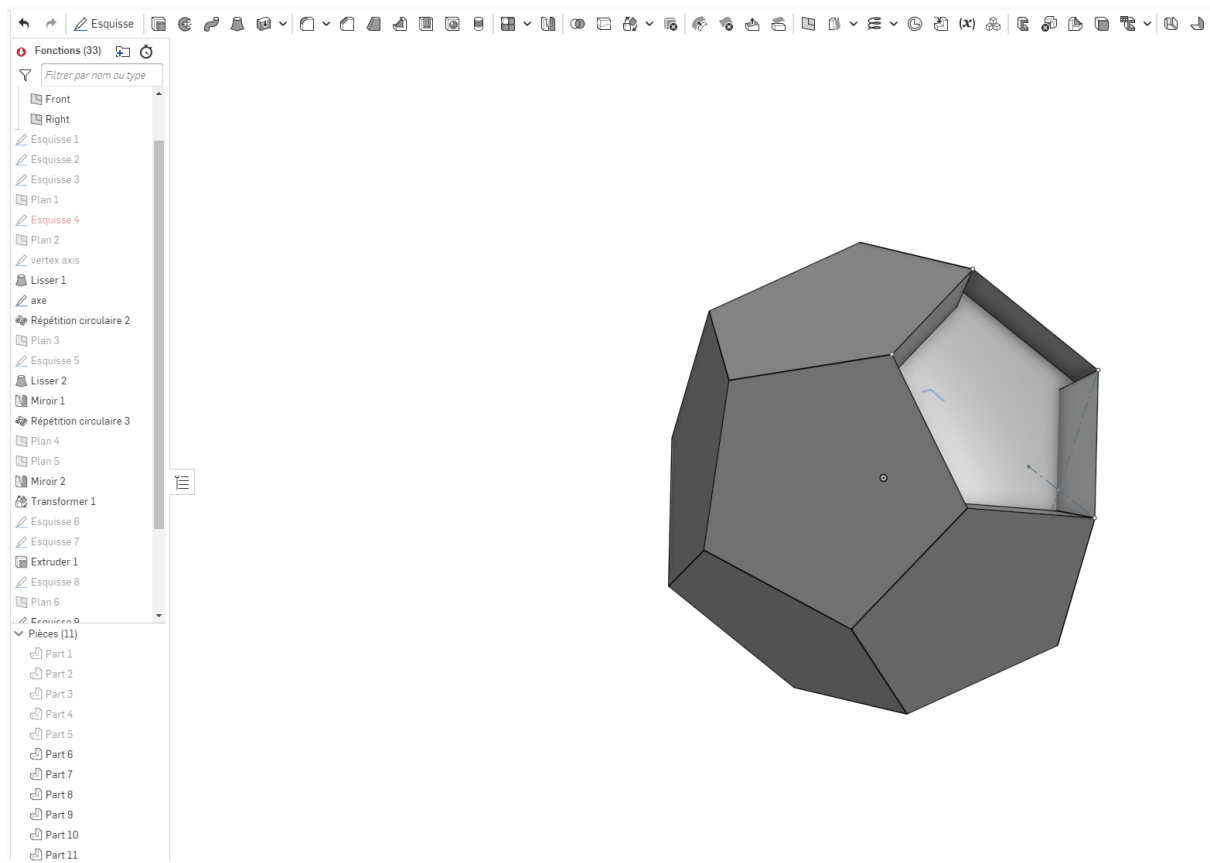 Esquisse
(x)
Fonctions (33)
Filtrer par nom ou type
Front
Right
Esquisse 1
Esquisse 2
Esquisse 3
Plan 1
Esquisse 4
Plan 2
vertex axis
Lisser 1
axe
Répétition circulaire 2
Plan 3
Esquisse 5
Lisser 2
Miroir 1
Répétition circulaire 3
Plan 4
Plan 5
Miroir 2
Transformer 1
Esquisse 6
Esquisse 7
Extruder 1
Esquisse 8
Plan 6
Esquisse 9
Pièces (11)
Part 1
Part 2
Part 3
Part 4
Part 5
Part 6
Part 7
Part 8
Part 9
Part 10
Part 11